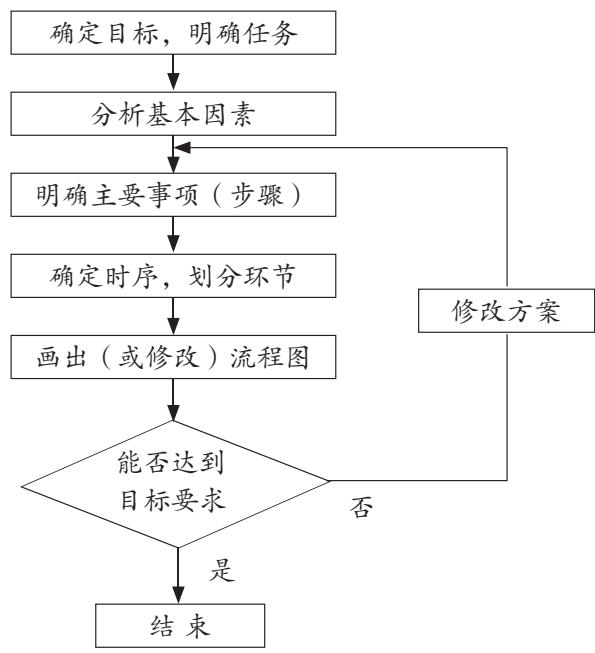 确定目标，明确任务
分析基本因素
明确主要事项（步骤）
确定时序，划分环节
修改方案
画出（或修改）流程图
能否达到
目标要求
否
是
结束